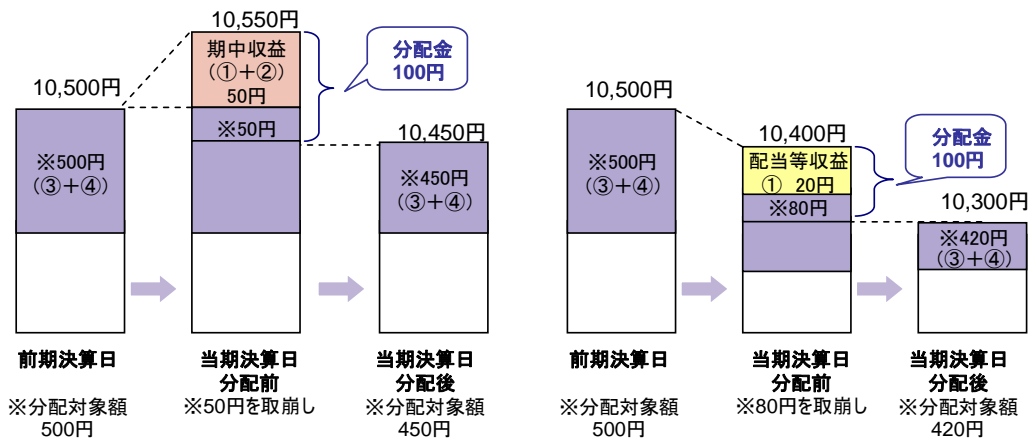 10,550円
期中収益
(①+②)
50円
分配金
100円
10,500円
※50円
10,450円
※500円
(③+④)
※450円
(③+④)
前期決算日
当期決算日
分配前
当期決算日
分配後
※分配対象額
500円
※50円を取崩し
※分配対象額
450円
10,500円
10,400円
分配金
100円
※500円
(③+④)
配当等収益
① 20円
※80円
10,300円
※420円
(③+④)
前期決算日
当期決算日
分配前
当期決算日
分配後
※分配対象額
500円
※80円を取崩し
※分配対象額
420円